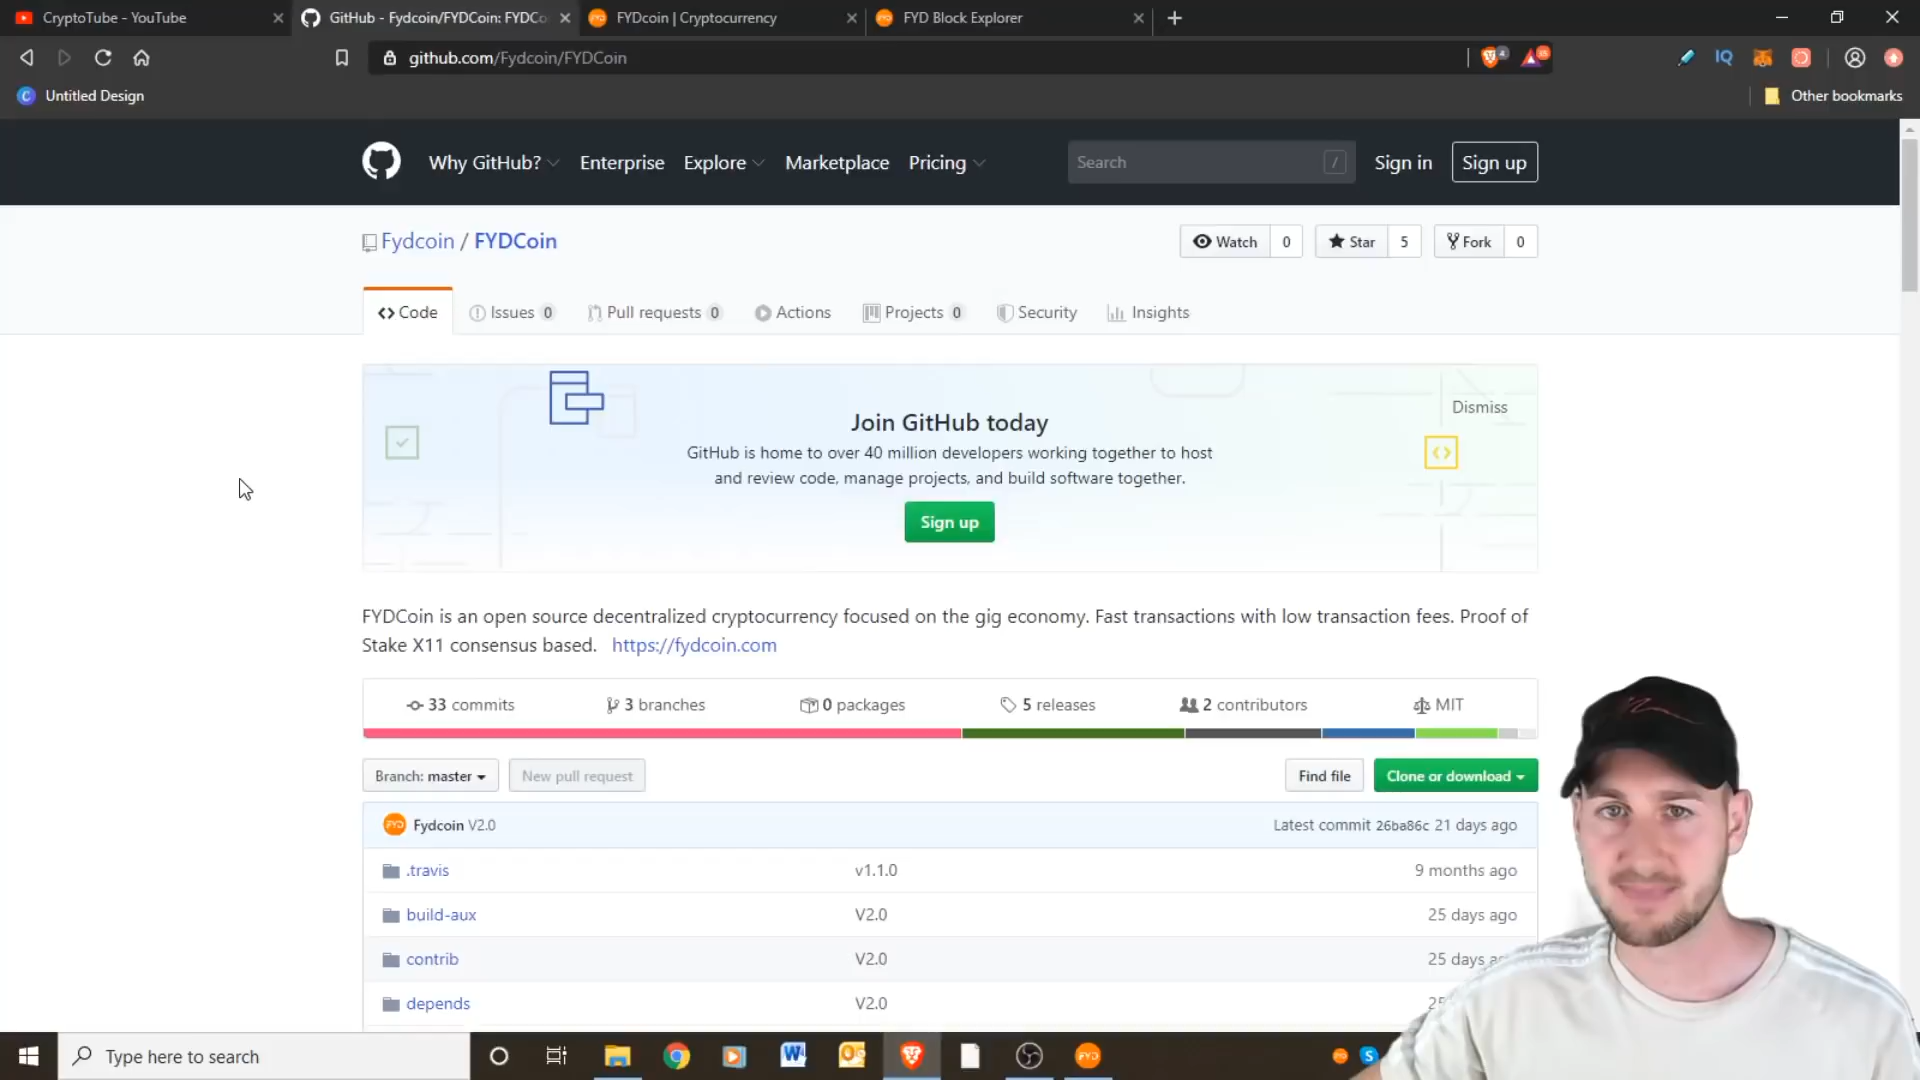 CryptoTube - YouTube
GitHub - Fydcoin/FYDCoin: FYDCo
FYDcoin | Cryptocurrency
FYD Block Explorer
github.com/Fydcoin/FYDCoin
Untitled Design
Other bookmarks
Why GitHub? Enterprise Explore Marketplace Pricing
Search /
Sign in Sign up
Fydcoin / FYDCoin
Watch 0 Star 5 Fork 0
Code Issues 0 Pull requests 0 Actions Projects 0 Security Insights
Join GitHub today
Dismiss
GitHub is home to over 40 million developers working together to host
and review code, manage projects, and build software together.
Sign up
FYDCoin is an open source decentralized cryptocurrency focused on the gig economy. Fast transactions with low transaction fees. Proof of
Stake X11 consensus based. https://fydcoin.com
33 commits 3 branches 0 packages 5 releases 2 contributors MIT
Branch: master New pull request Find file Clone or download
Fydcoin V2.0 Latest commit 26ba86c 21 days ago
.travis v1.1.0 9 months ago
build-aux V2.0 25 days ago
contrib V2.0 25 days
depends V2.0
Type here to search